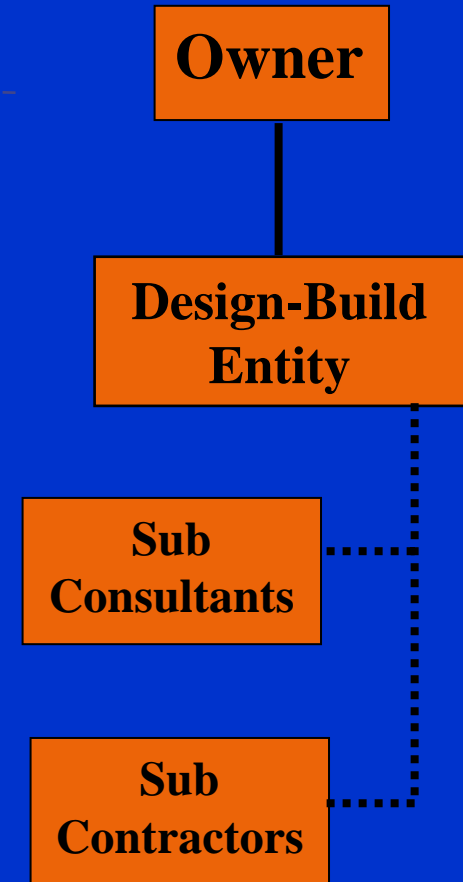 Owner
Design-Build
Entity
Sub
Consultants
Sub
Contractors